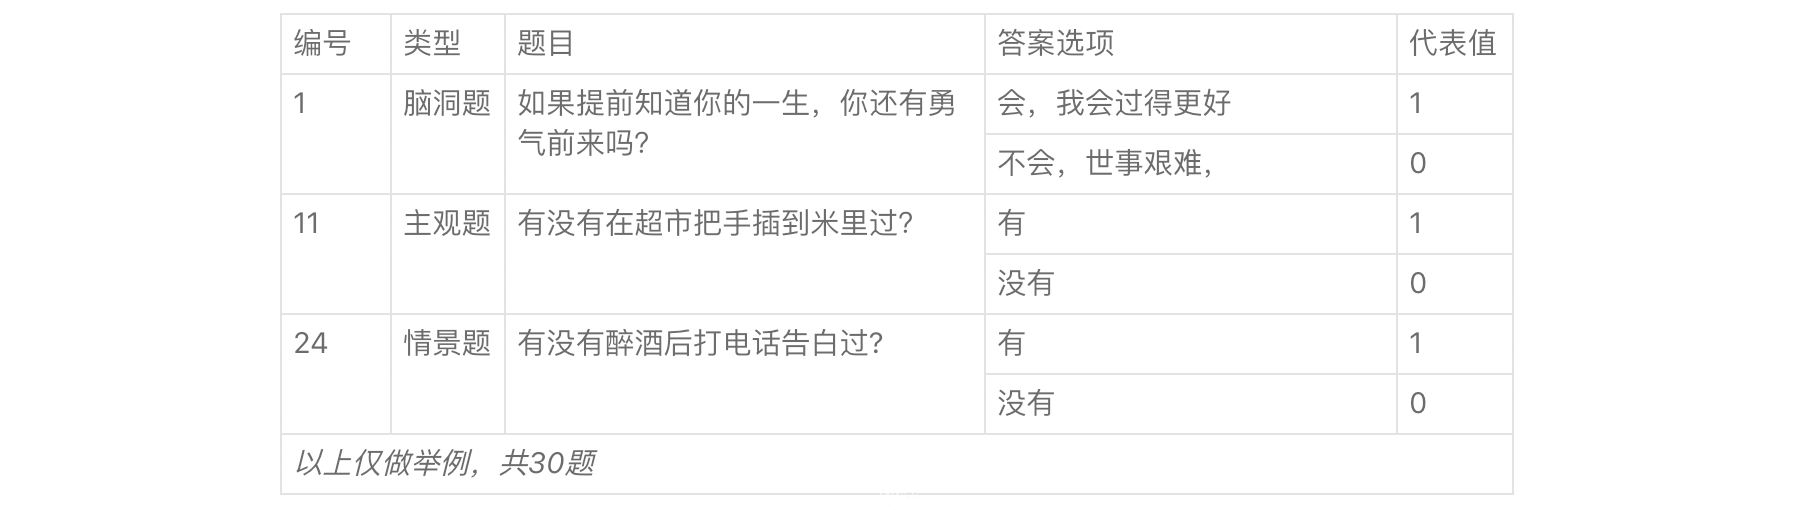 编号 类型 题目 答案选项 代表值
1 脑洞题 如果提前知道你的一生，你还有勇 会，我会过得更好 1
气前来吗？
不会，世事艰难， 0
11 主观题 有没有在超市把手插到米里过？ 有 1
没有 0
24 情景题 有没有醉酒后打电话告白过？ 有 1
没有 0
以上仅做举例，共30题